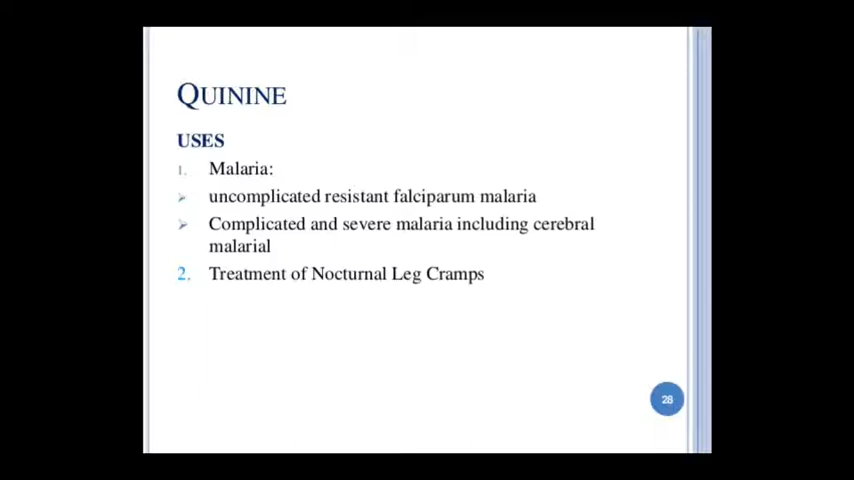 QUININE
USES
1. Malaria:
➢ uncomplicated resistant falciparum malaria
➢ Complicated and severe malaria including cerebral
malarial
2. Treatment of Nocturnal Leg Cramps
28